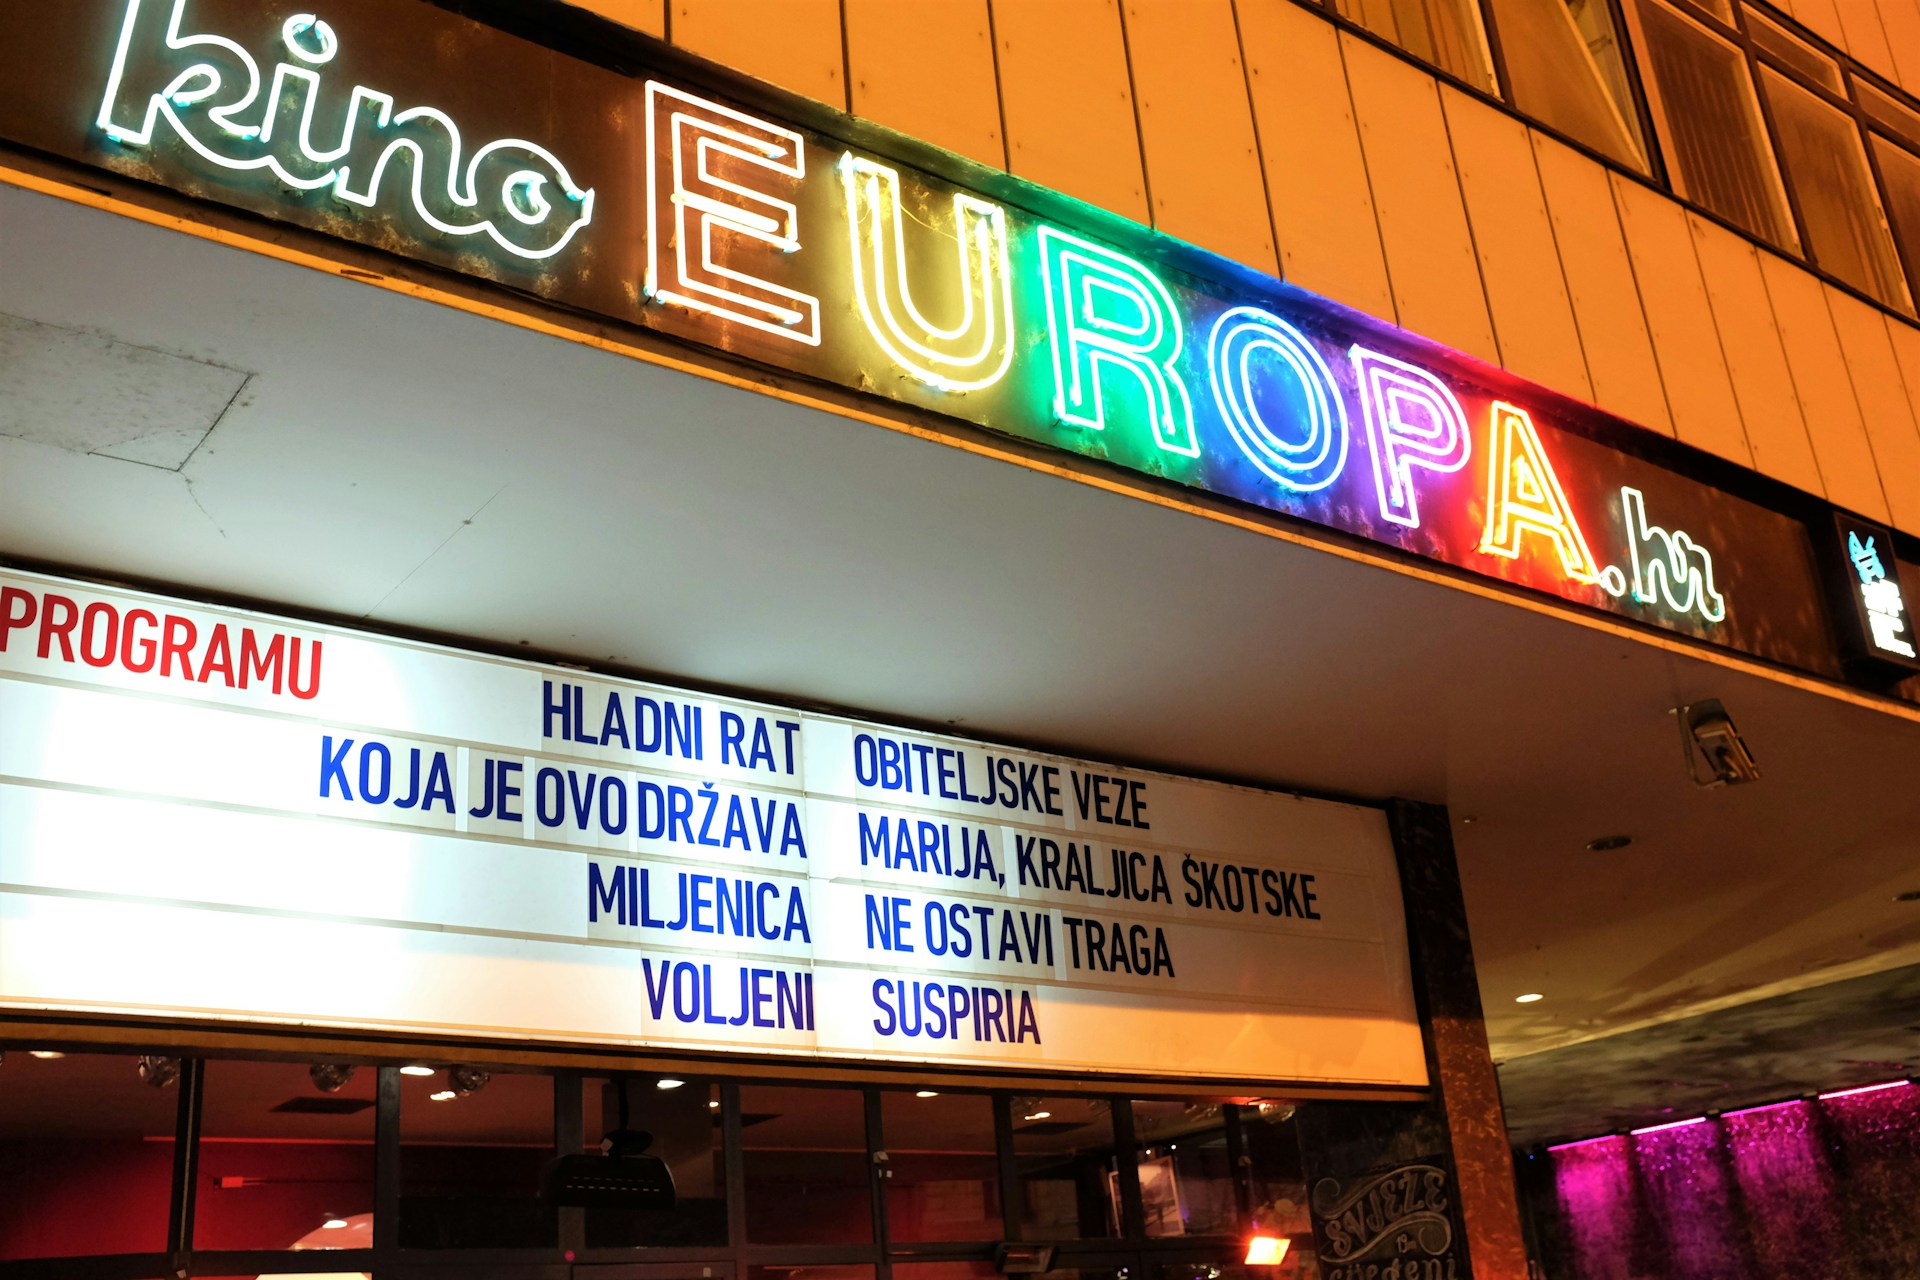 kino EUROPA.hr
PROGRAMU
HLADNI RAT
KOJA JE OVO DRŽAVA
MILJENICA
VOLJENI
OBITELJSKE VEZE
MARIJA, KRALJICA ŠKOTSKE
NE OSTAVI TRAGA
SUSPIRIA
SVJEŽE